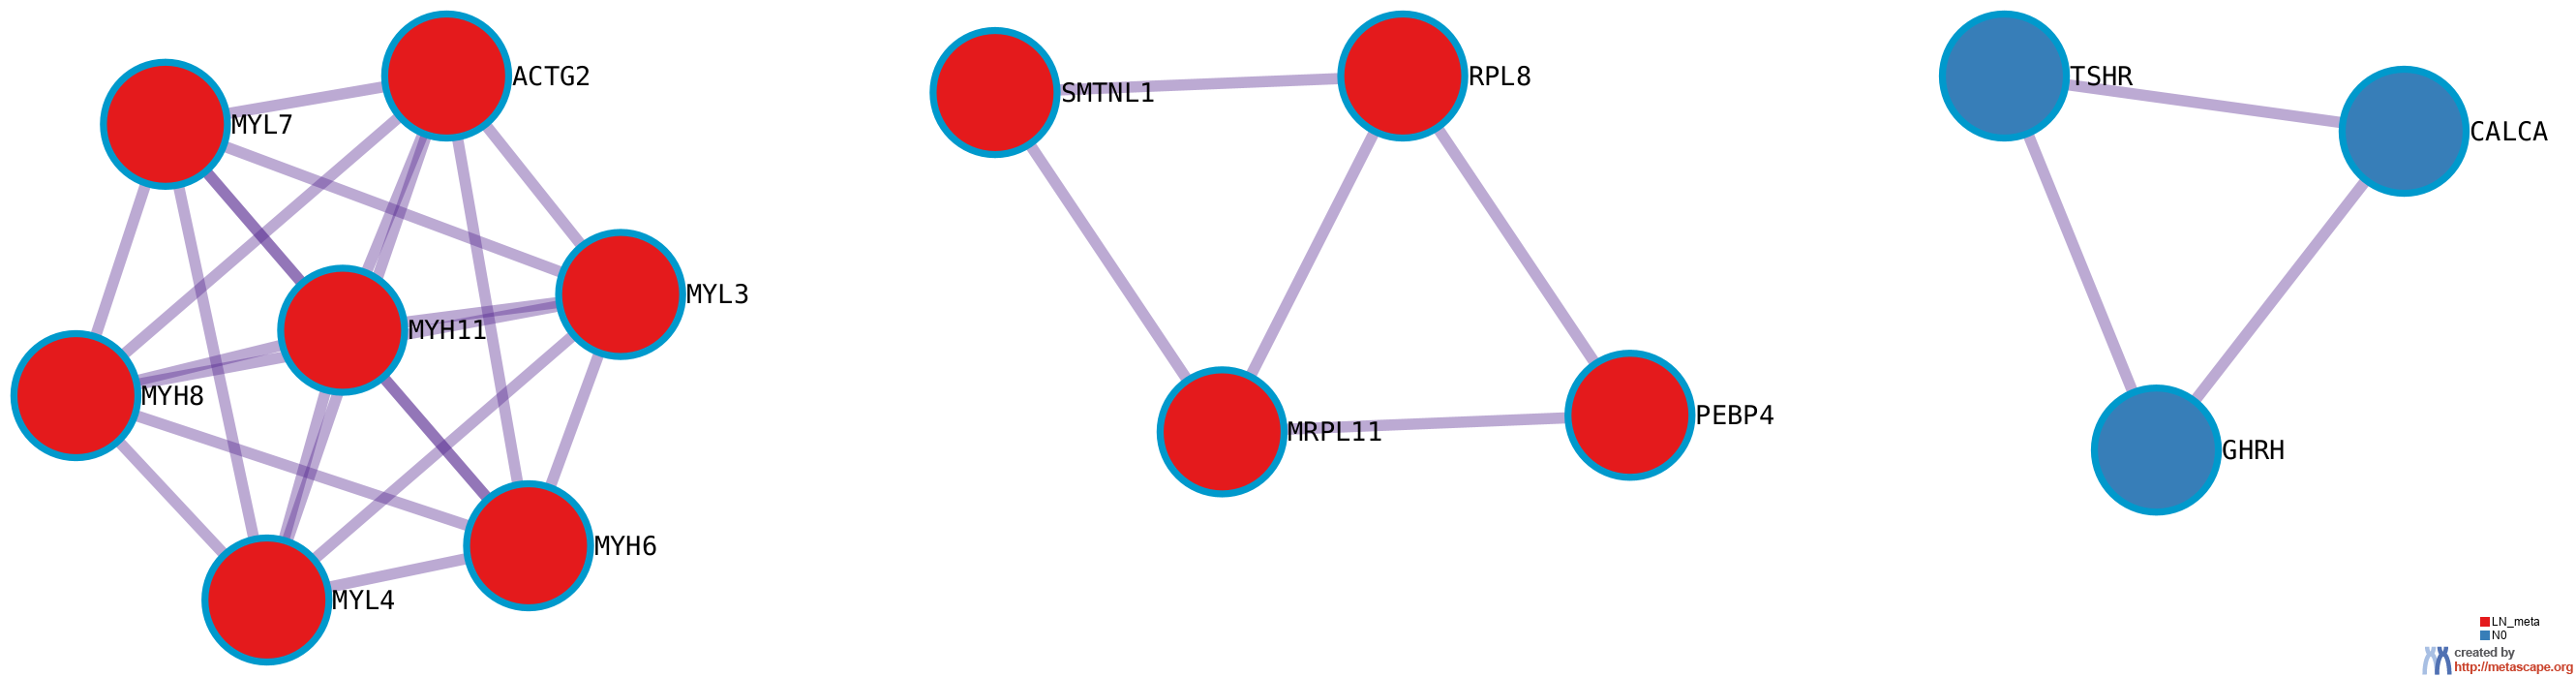 ACTG2
MYL7
MYL3
MYH11
MYH8
MYH6
MYL4
RPL8
SMTNL1
PEBP4
MRPL11
TSHR
CALCA
GHRH
LN_meta
N0
created by
http://metascape.org